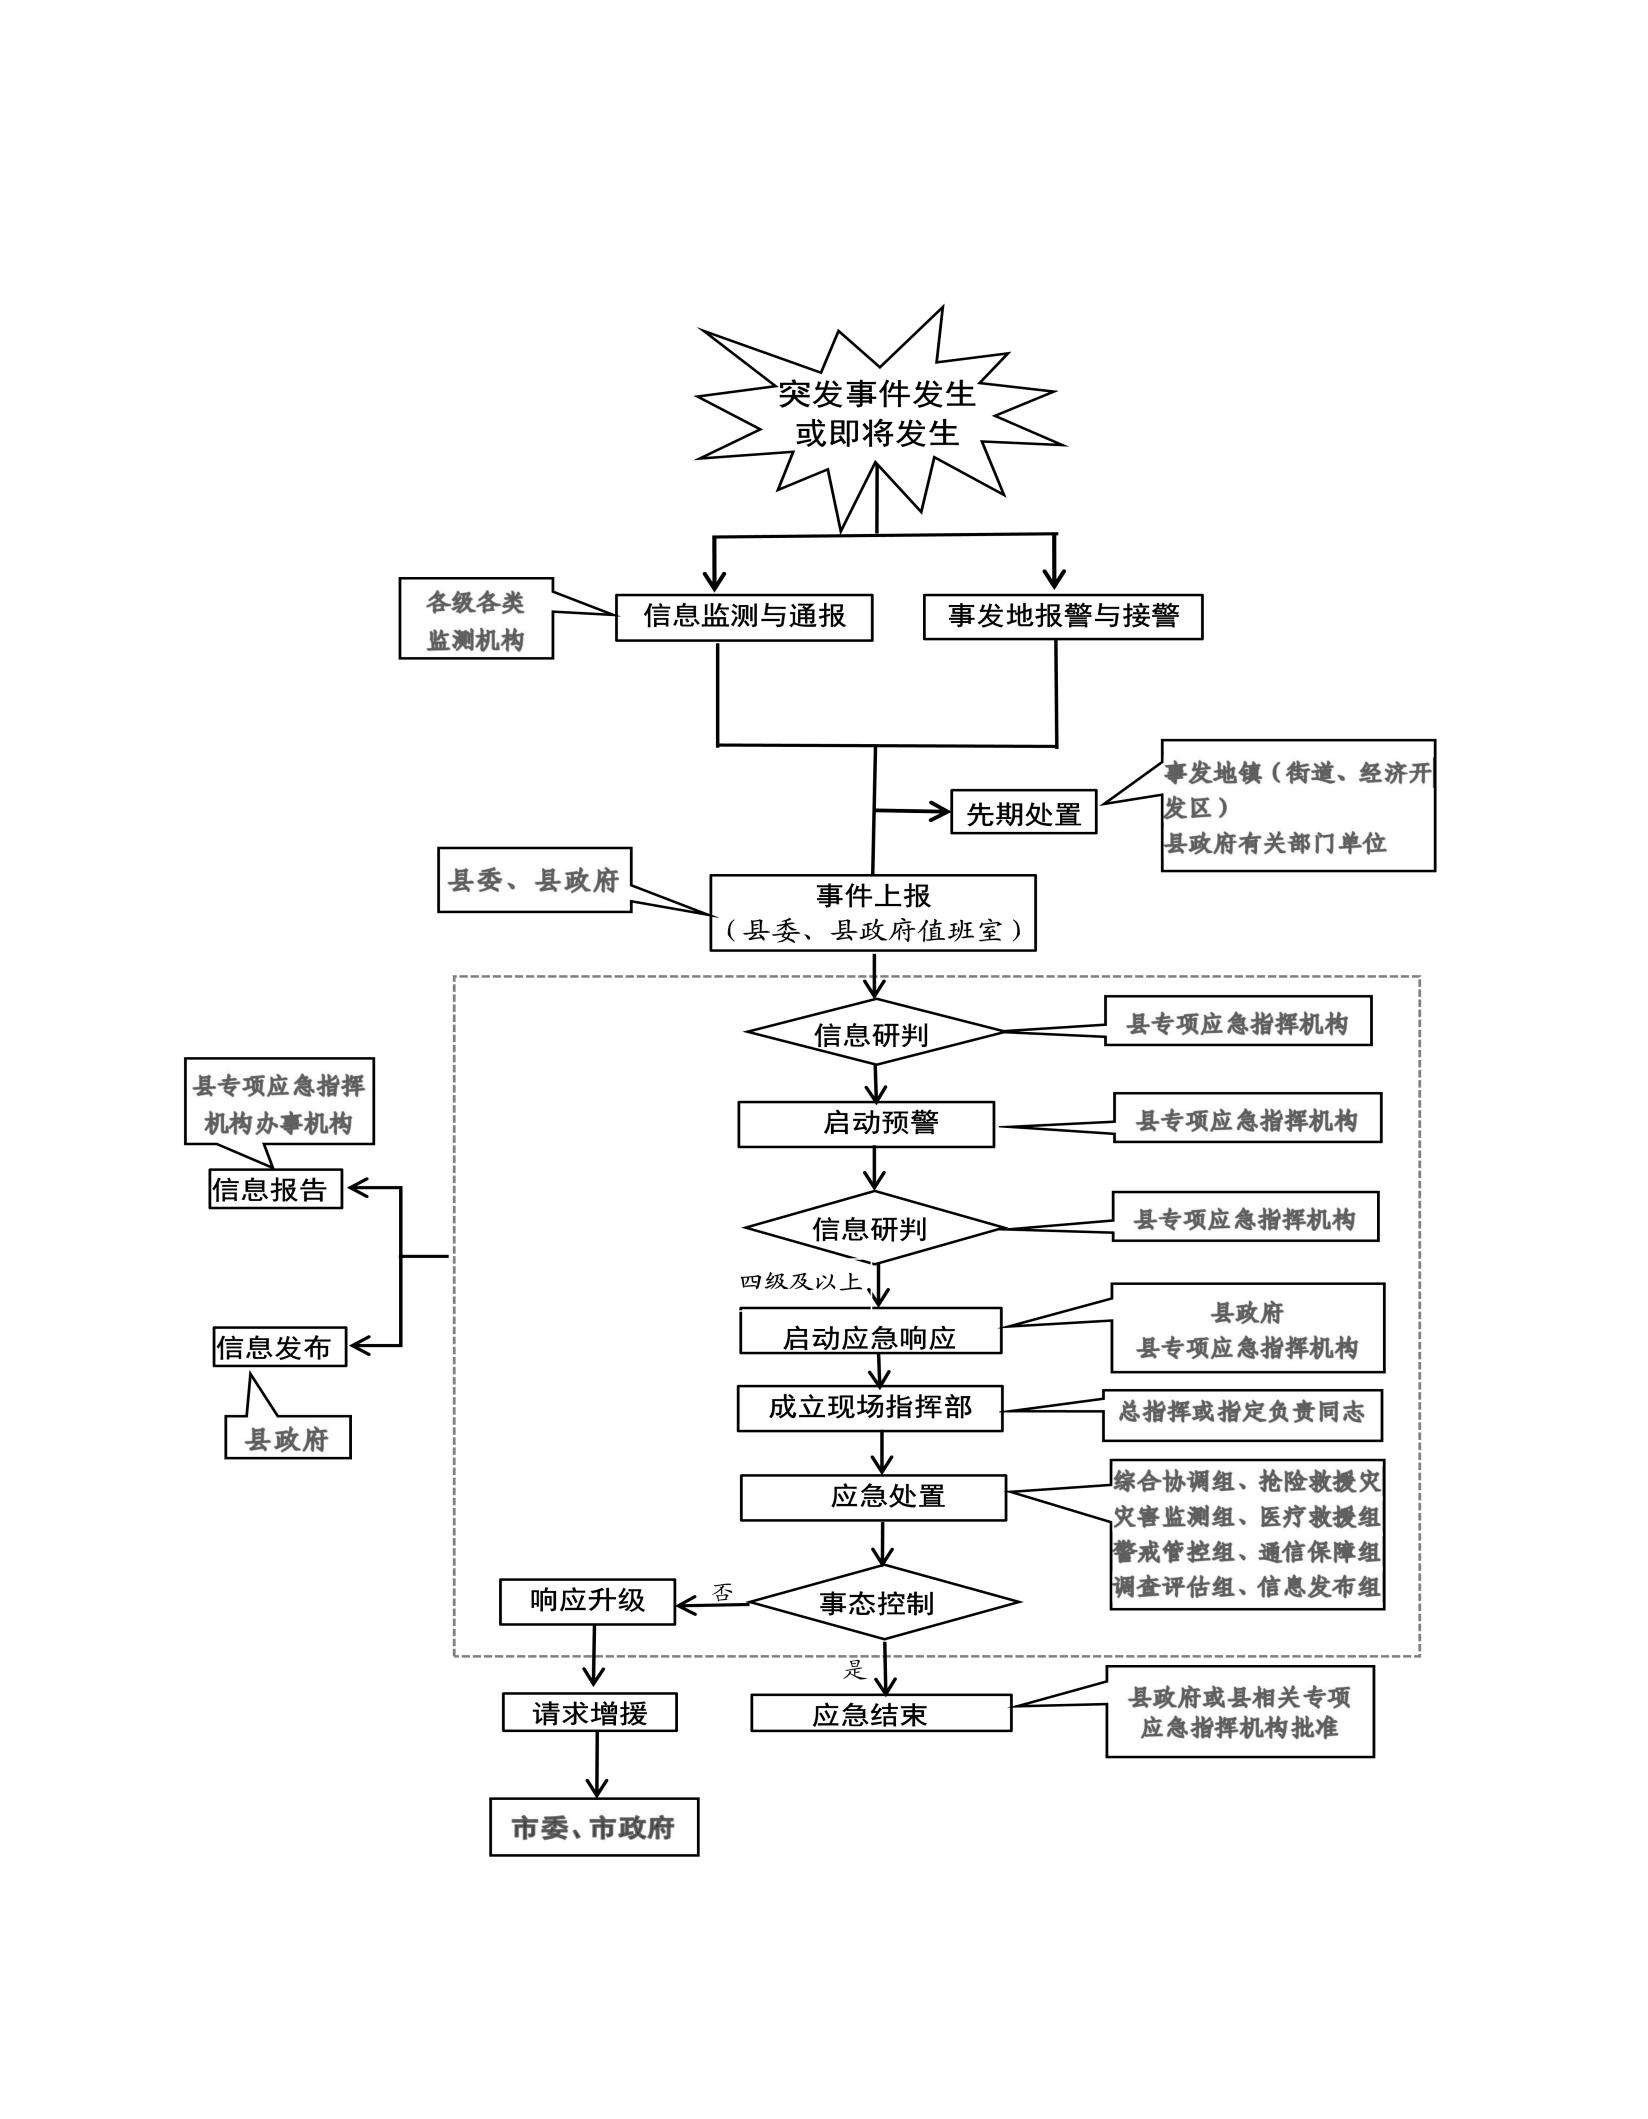 突发事件发生
或即将发生
各级各类
监测机构
信息监测与通报
事发地报警与接警
事发地镇（街道、经济开
发区）
县政府有关部门单位
先期处置
县委、县政府
事件上报
（县委、县政府值班室）
信息研判
县专项应急指挥机构
县专项应急指挥
机构办事机构
启动预警
县专项应急指挥机构
信息报告
信息研判
县专项应急指挥机构
四级及以上
启动应急响应
县政府
县专项应急指挥机构
信息发布
县政府
成立现场指挥部
总指挥或指定负责同志
应急处置
综合协调组、抢险救援灾
灾害监测组、医疗救援组
警戒管控组、通信保障组
调查评估组、信息发布组
响应升级
否
事态控制
是
请求增援
应急结束
县政府或县相关专项
应急指挥机构批准
市委、市政府